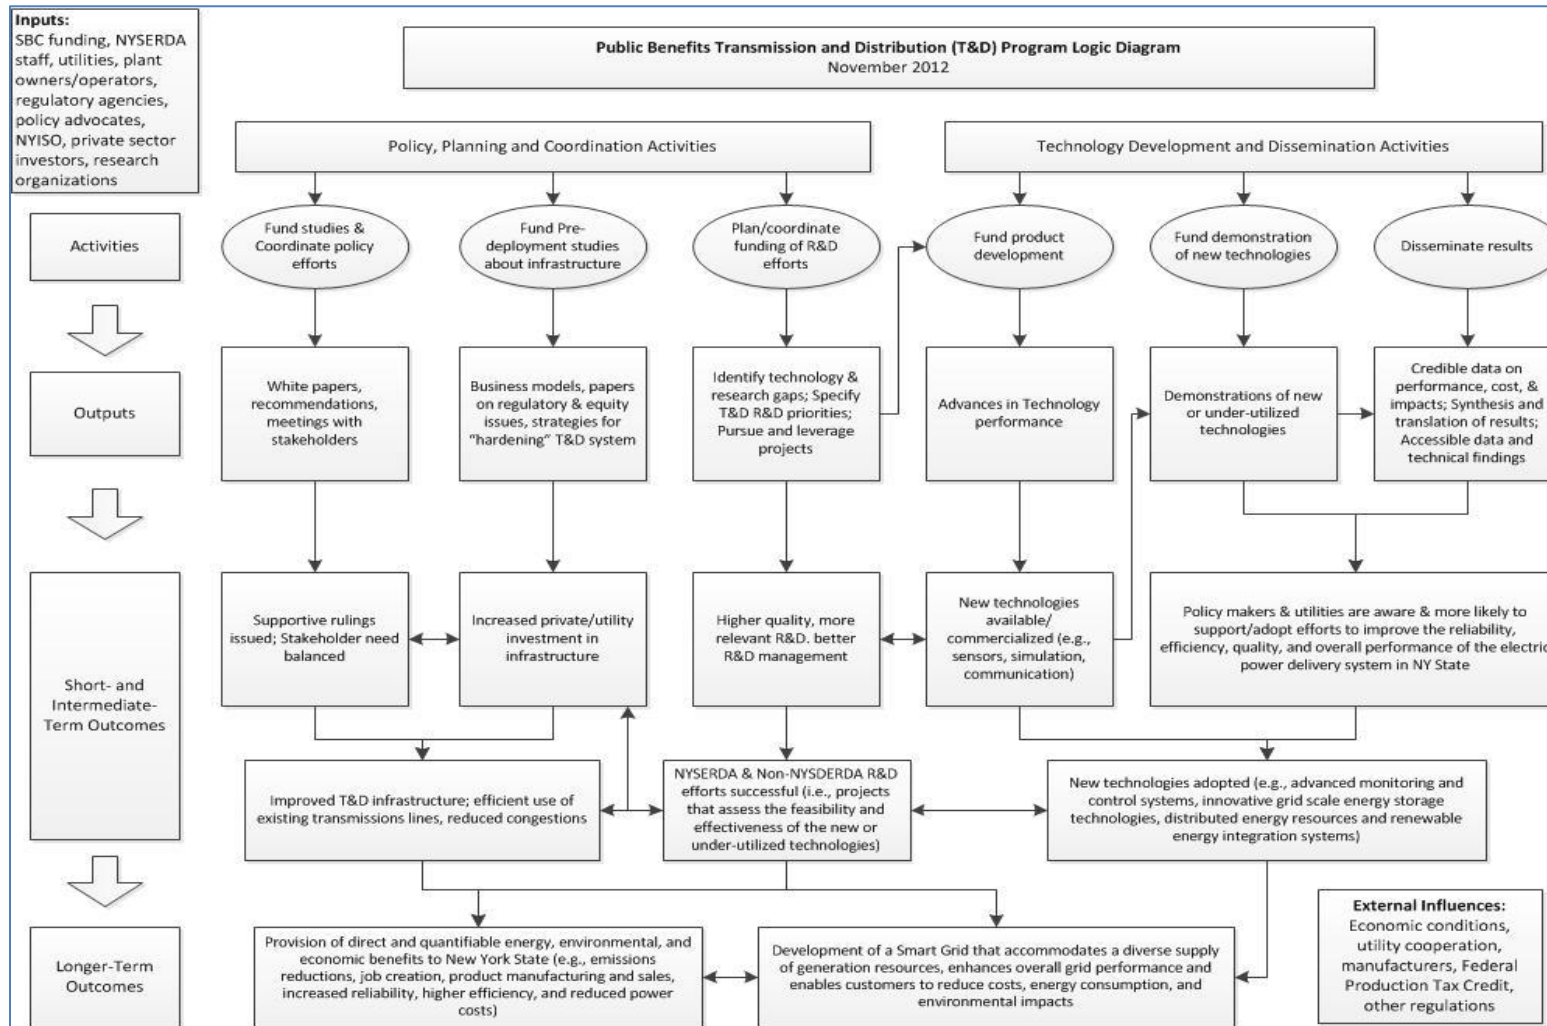 Inputs:
SBC funding, NYSERDA
staff, utilities, plant
owners/operators,
regulatory agencies,
policy advocates,
NYISO, private sector
investors, research
organizations
Public Benefits Transmission and Distribution (T&D) Program Logic Diagram
November 2012
Policy, Planning and Coordination Activities
Technology Development and Dissemination Activities
Activities
Fund studies &
Coordinate policy
efforts
Fund Pre-
deployment studies
about infrastructure
Plan/coordinate
funding of R&D
efforts
Fund product
development
Fund demonstration
of new technologies
Disseminate results
Outputs
White papers,
recommendations,
meetings with
stakeholders
Business models, papers
on regulatory & equity
issues, strategies for
“hardening” T&D system
Identify technology &
research gaps; Specify
T&D R&D priorities;
Pursue and leverage
projects
Advances in Technology
performance
Demonstrations of new
or under-utilized
technologies
Credible data on
performance, cost, &
impacts; Synthesis and
translation of results;
Accessible data and
technical findings
Short- and
Intermediate-
Term Outcomes
Supportive rulings
issued; Stakeholder need
balanced
Increased private/utility
investment in
infrastructure
Higher quality, more
relevant R&D. better
R&D management
New technologies
available/
commercialized (e.g.,
sensors, simulation,
communication)
Policy makers & utilities are aware & more likely to
support/adopt efforts to improve the reliability,
efficiency, quality, and overall performance of the electric
power delivery system in NY State
Improved T&D infrastructure; efficient use of
existing transmissions lines, reduced congestions
NYSERDA & Non-NYSDERDA R&D
efforts successful (i.e., projects
that assess the feasibility and
effectiveness of the new or
under-utilized technologies)
New technologies adopted (e.g., advanced monitoring and
control systems, innovative grid scale energy storage
technologies, distributed energy resources and renewable
energy integration systems)
Longer-Term
Outcomes
Provision of direct and quantifiable energy, environmental, and
economic benefits to New York State (e.g., emissions
reductions, job creation, product manufacturing and sales,
increased reliability, higher efficiency, and reduced power
costs)
Development of a Smart Grid that accommodates a diverse supply
of generation resources, enhances overall grid performance and
enables customers to reduce costs, energy consumption, and
environmental impacts
External Influences:
Economic conditions,
utility cooperation,
manufacturers, Federal
Production Tax Credit,
other regulations